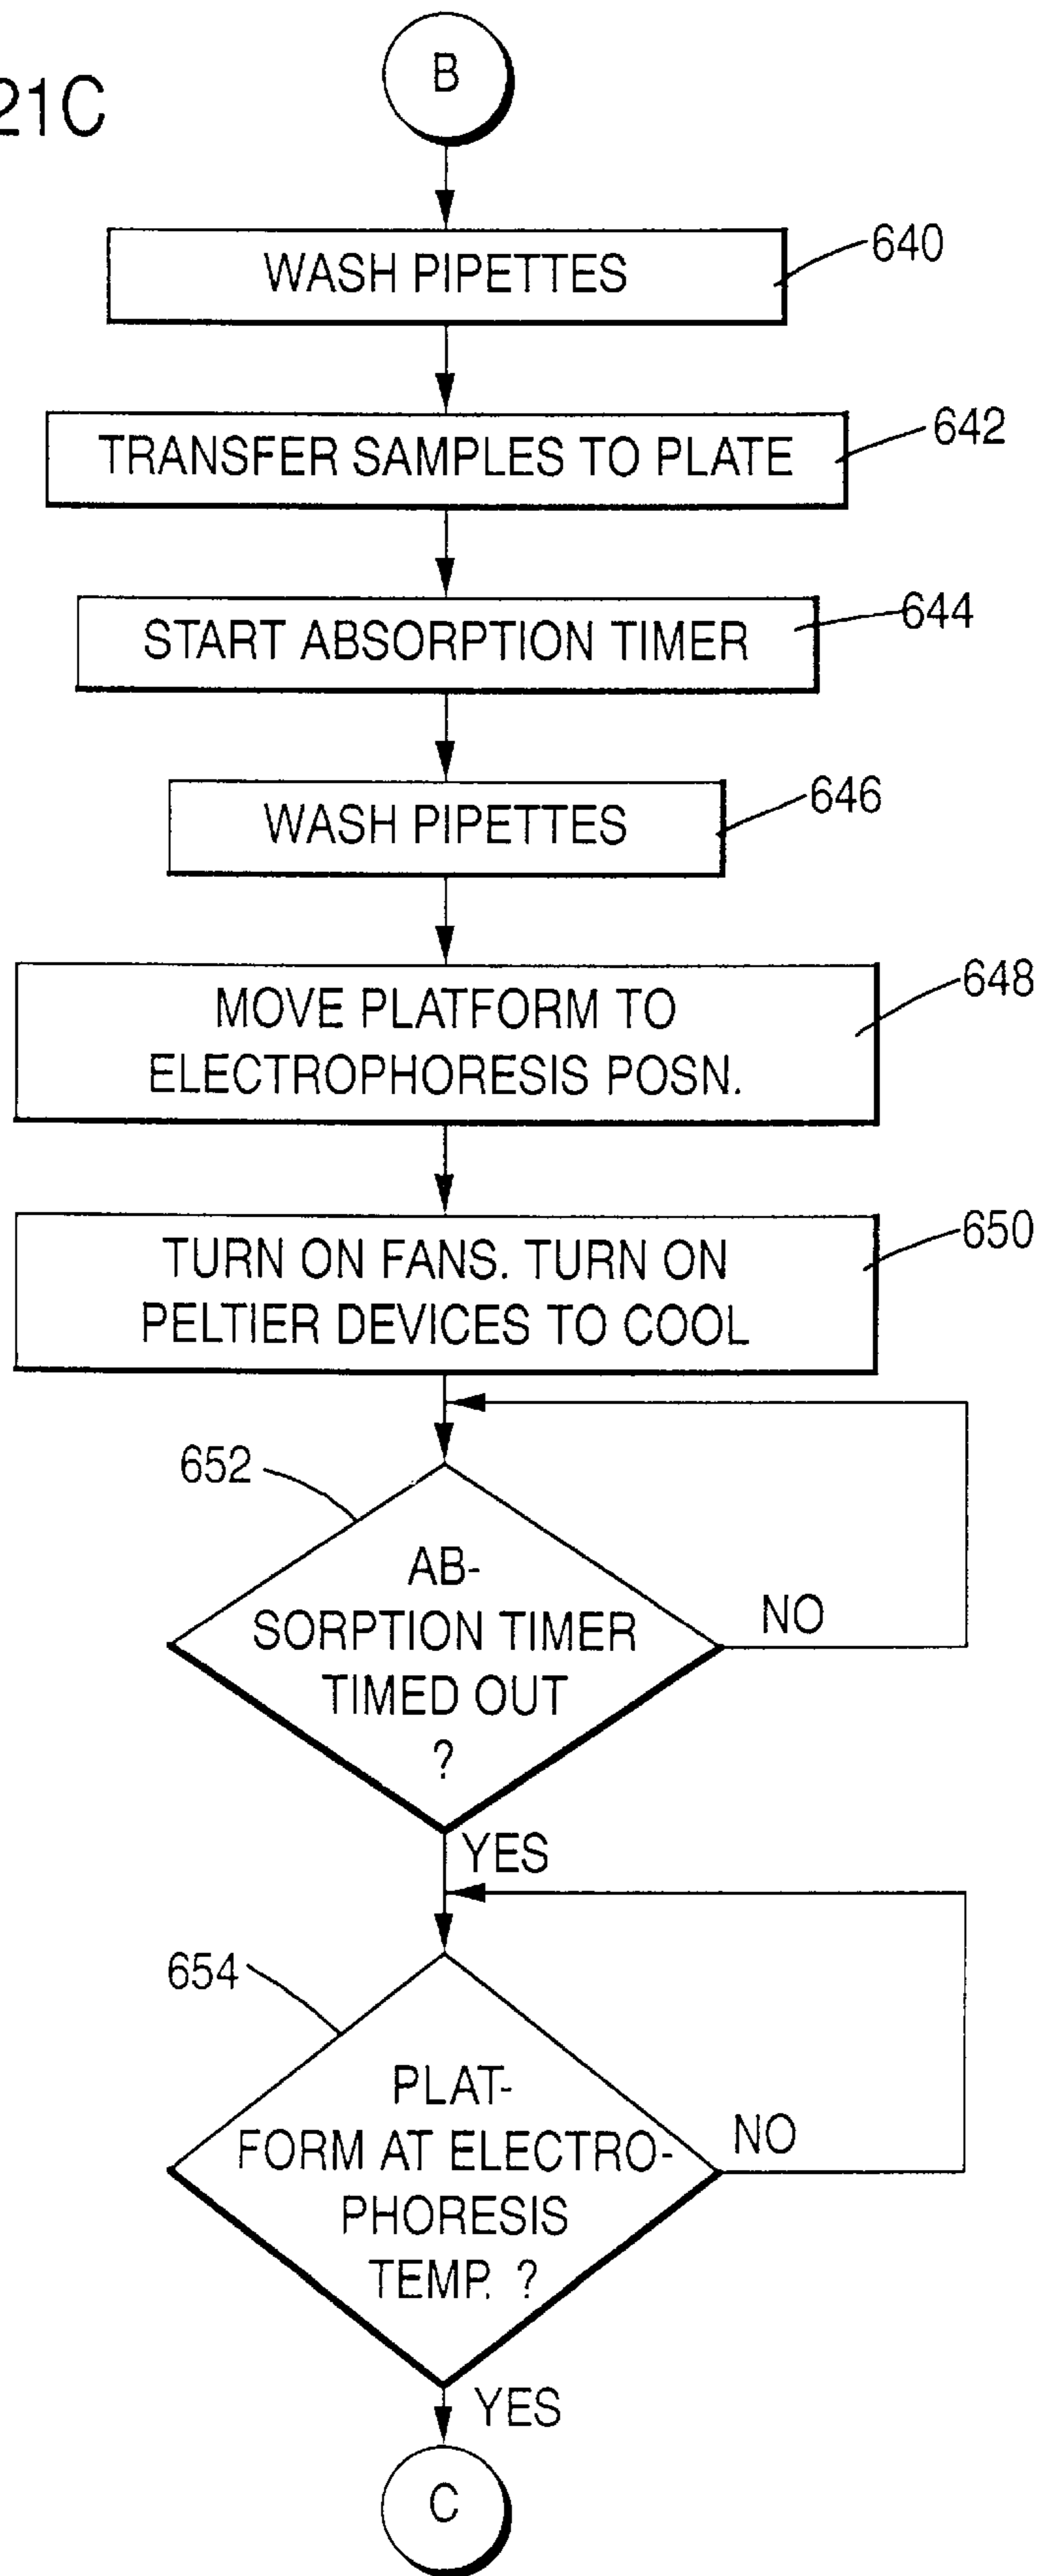 21C
B
WASH PIPETTES
640
TRANSFER SAMPLES TO PLATE
642
START ABSORPTION TIMER
644
WASH PIPETTES
646
MOVE PLATFORM TO
ELECTROPHORESIS POSN.
648
TURN ON FANS. TURN ON
PELTIER DEVICES TO COOL
650
652
AB-
SORPTION TIMER
TIMED OUT
?
NO
YES
654
PLAT-
FORM AT ELECTRO-
PHORESIS
TEMP. ?
NO
YES
C